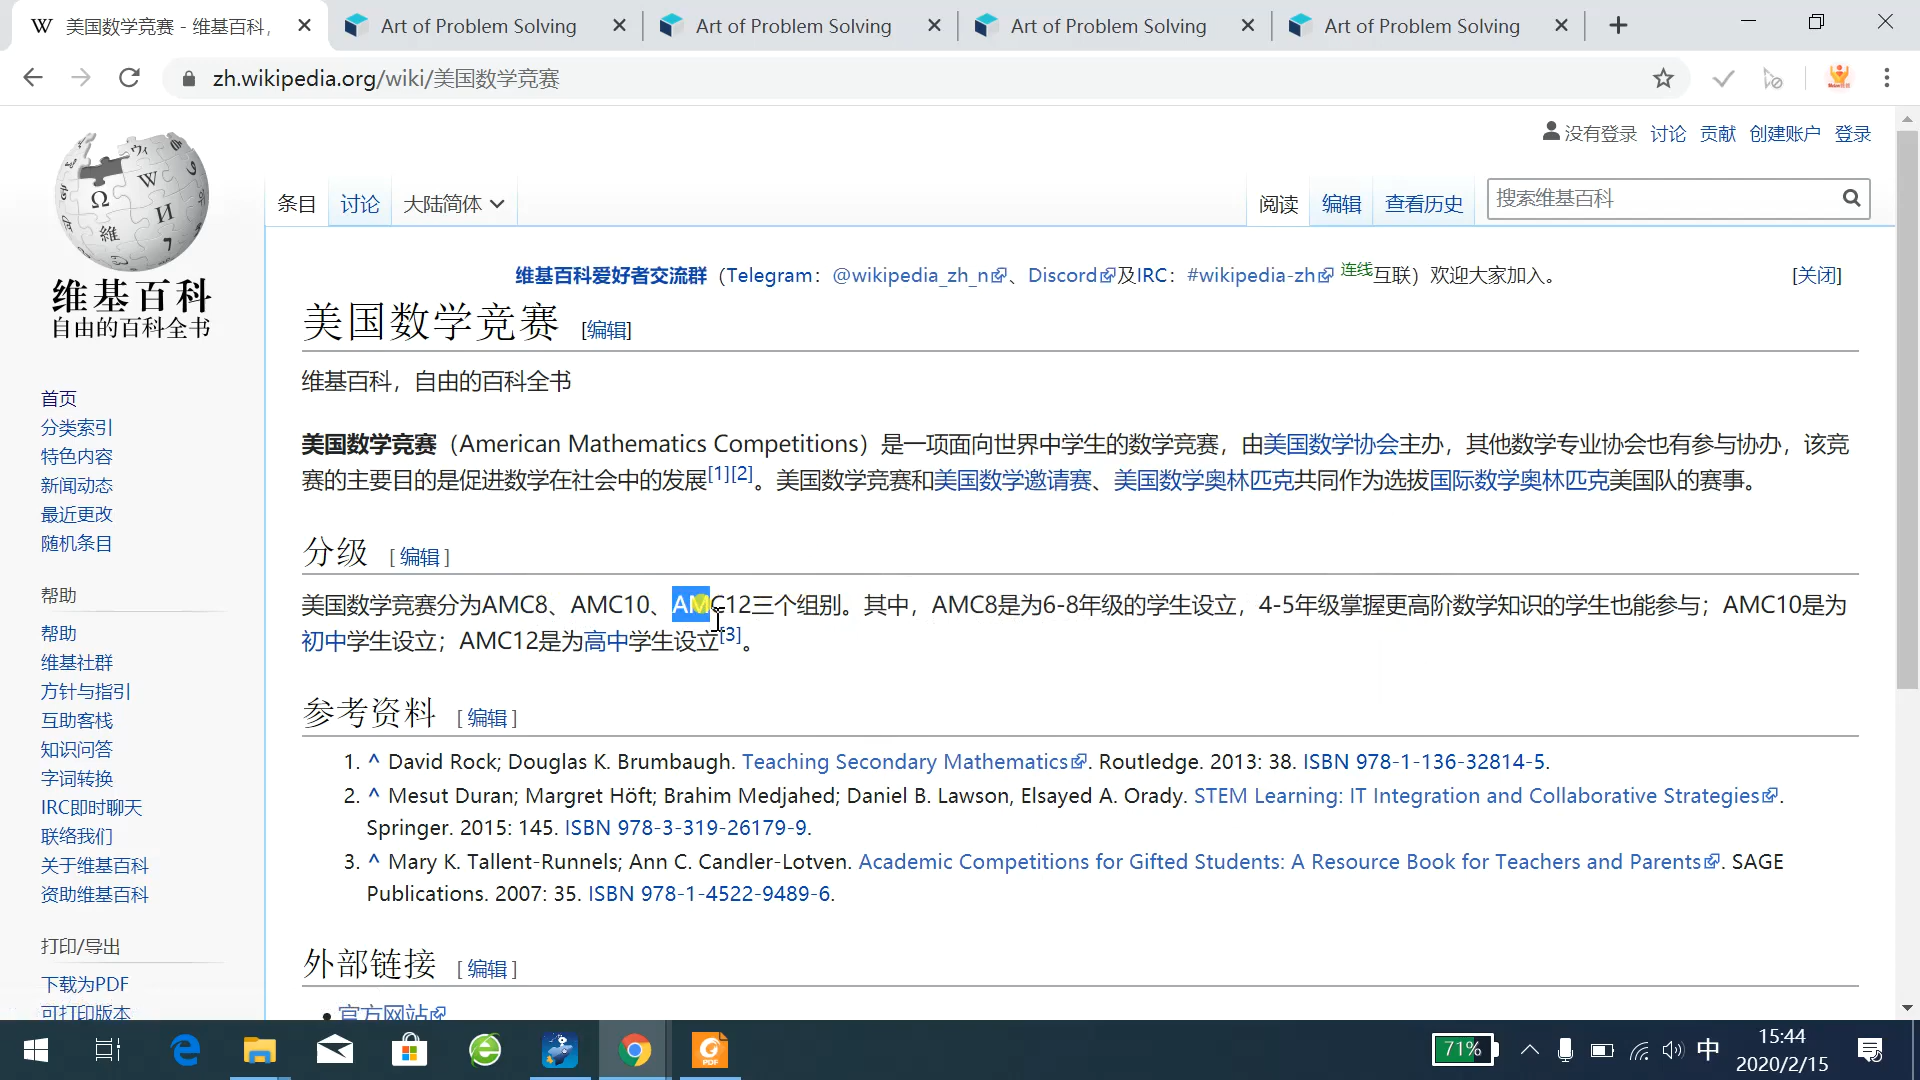 美国数学竞赛 - 维基百科,
Art of Problem Solving
Art of Problem Solving
Art of Problem Solving
Art of Problem Solving
zh.wikipedia.org/wiki/美国数学竞赛
没有登录 讨论 贡献 创建账户 登录
条目 讨论 大陆简体
阅读 编辑 查看历史
搜索维基百科
维基百科
自由的百科全书
维基百科爱好者交流群（Telegram：@wikipedia_zh_n、Discord及IRC：#wikipedia-zh 连线互联）欢迎大家加入。 [关闭]
美国数学竞赛 [编辑]
维基百科，自由的百科全书
美国数学竞赛（American Mathematics Competitions）是一项面向世界中学生的数学竞赛，由美国数学协会主办，其他数学专业协会也有参与协办，该竞
赛的主要目的是促进数学在社会中的发展[1][2]。美国数学竞赛和美国数学邀请赛、美国数学奥林匹克共同作为选拔国际数学奥林匹克美国队的赛事。
分级 [ 编辑 ]
美国数学竞赛分为AMC8、AMC10、AMC12三个组别。其中，AMC8是为6-8年级的学生设立，4-5年级掌握更高阶数学知识的学生也能参与；AMC10是为
初中学生设立；AMC12是为高中学生设立[3]。
参考资料 [ 编辑 ]
1. ^ David Rock; Douglas K. Brumbaugh. Teaching Secondary Mathematics. Routledge. 2013: 38. ISBN 978-1-136-32814-5.
2. ^ Mesut Duran; Margret Höft; Brahim Medjahed; Daniel B. Lawson, Elsayed A. Orady. STEM Learning: IT Integration and Collaborative Strategies.
Springer. 2015: 145. ISBN 978-3-319-26179-9.
3. ^ Mary K. Tallent-Runnels; Ann C. Candler-Lotven. Academic Competitions for Gifted Students: A Resource Book for Teachers and Parents. SAGE
Publications. 2007: 35. ISBN 978-1-4522-9489-6.
外部链接 [ 编辑 ]
官方网站
首页
分类索引
特色内容
新闻动态
最近更改
随机条目
帮助
帮助
维基社群
方针与指引
互助客栈
知识问答
字词转换
IRC即时聊天
联络我们
关于维基百科
资助维基百科
打印/导出
下载为PDF
可打印版本
71%
中
15:44
2020/2/15